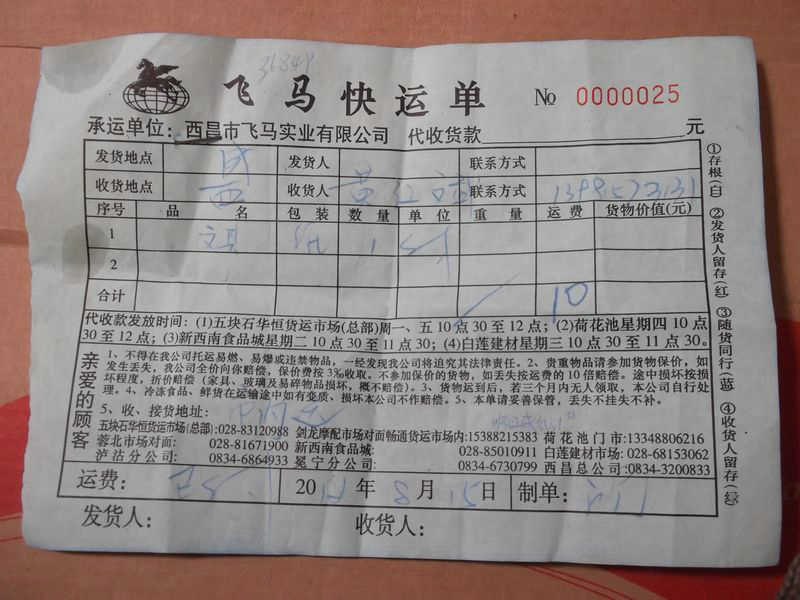 36849
飞马快运单 № 0000025
承运单位：西昌市飞马实业有限公司 代收货款 元
发货地点 成 发货人 联系方式
收货地点 西 收货人 黄红斌 联系方式
序号 品名 包装 数量 单位 重量 运费 货物价值(元)
1 文具 1
2
合计 10
代收款发放时间：(1)五块石华恒货运市场(总部)周一、五10点30至12点；(2)荷花池星期四10点
30至12点；(3)新西南食品城星期二10点30至11点30；(4)白莲建材星期三10点30至11点30。
亲爱的顾客
1、不得在我公司托运易燃、易爆或违禁物品，一经发现我公司将追究其法律责任。2、贵重物品请参加货物保价，如
发生丢失，我公司全价向你赔偿，保价费按3‰收取。不参加保价的货物，如丢失按运费的10倍赔偿。途中损坏按
损坏程度，折价赔偿（家具、玻璃及易碎物品损坏，概不赔偿）。3、货物运到后，若三个月内无人领取，本公司自行处
理。4、冷冻食品、鲜货在运输途中如有变质、损坏本公司不作赔偿。5、本单请妥善保管，丢失不挂失不补。
5、收、接货地址：
五块石华恒货运市场(总部):028-83120988 剑龙摩配市场对面畅通货运市场内:15388215383 荷花池门市:13348806216
蓉北市场对面: 028-81671900 新西南食品城: 028-85010911 白莲建材市场: 028-68153062
泸沽分公司: 0834-6864933 冕宁分公司: 0834-6730799 西昌总公司:0834-3200833
运费： 20 年 8 月 15 日 制单：
发货人： 收货人：
①存根(白) ②发货人留存(红) ③随货同行(蓝) ④收货人留存(绿)